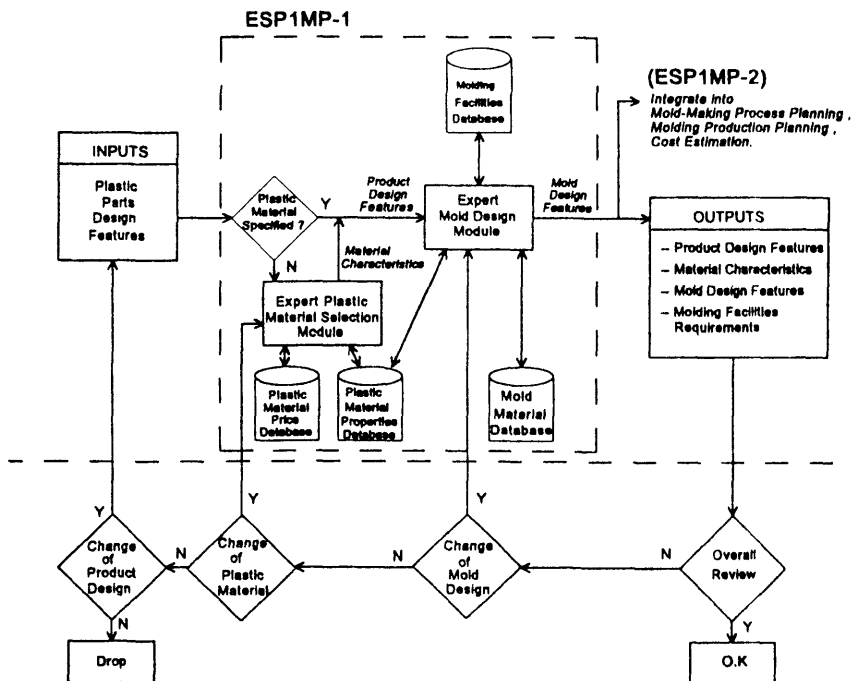 ESP1MP-1
(ESP1MP-2)
Integrate into
Mold-Making Process Planning ,
Molding Production Planning ,
Cost Estimation.
INPUTS
Plastic
Parts
Design
Features
Plastic
Material
Specified ?
Y
N
Product
Design
Features
Material
Characteristics
Molding
Facilities
Database
Expert
Mold Design
Module
Mold
Design
Features
OUTPUTS
– Product Design Features
– Material Characteristics
– Mold Design Features
– Molding Facilities
Requirements
Expert Plastic
Material Selection
Module
Plastic
Material
Price
Database
Plastic
Material
Properties
Database
Mold
Material
Database
Y
Change
of
Product
Design
N
N
Y
Change
of
Plastic
Material
N
Y
Change
of
Mold
Design
N
Overall
Review
Y
Drop
O.K